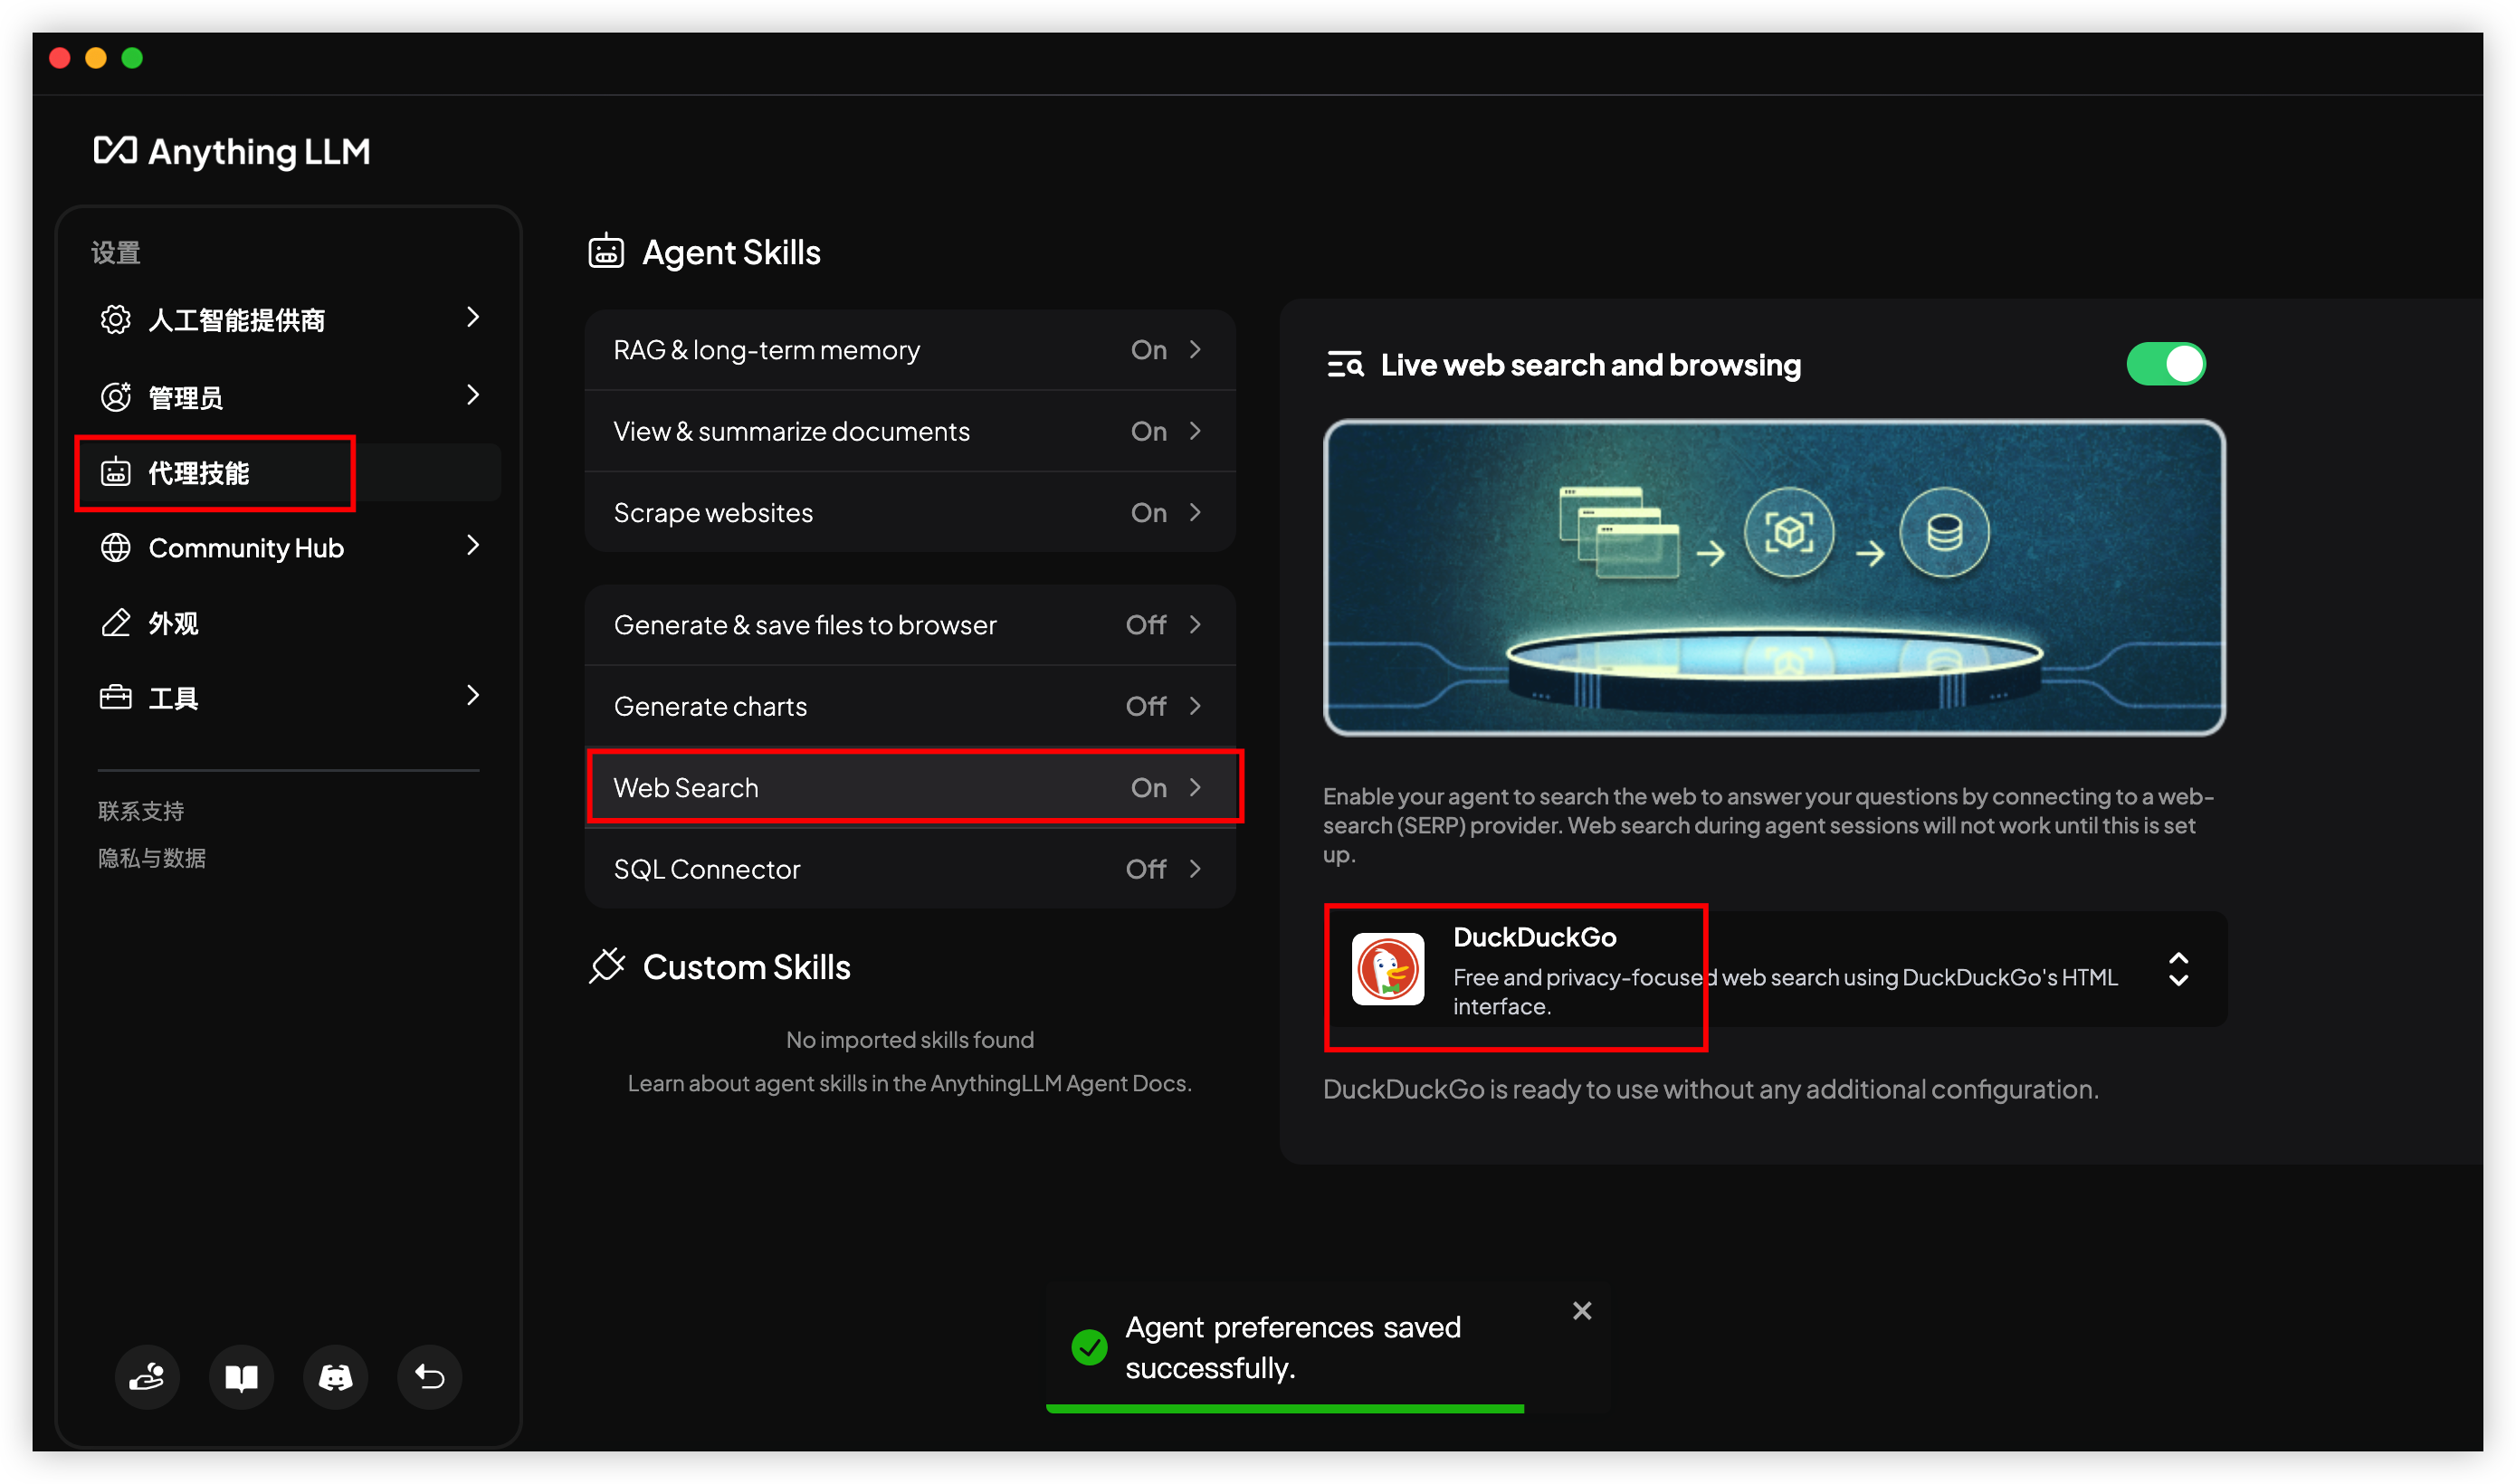 Anything LLM
设置
人工智能提供商
管理员
代理技能
Community Hub
外观
工具
联系支持
隐私与数据
Agent Skills
RAG & long-term memory On
View & summarize documents On
Scrape websites On
Generate & save files to browser Off
Generate charts Off
Web Search On
SQL Connector Off
Custom Skills
No imported skills found
Learn about agent skills in the AnythingLLM Agent Docs.
Live web search and browsing
Enable your agent to search the web to answer your questions by connecting to a web-
search (SERP) provider. Web search during agent sessions will not work until this is set
up.
DuckDuckGo
Free and privacy-focused web search using DuckDuckGo's HTML
interface.
DuckDuckGo is ready to use without any additional configuration.
Agent preferences saved
successfully.